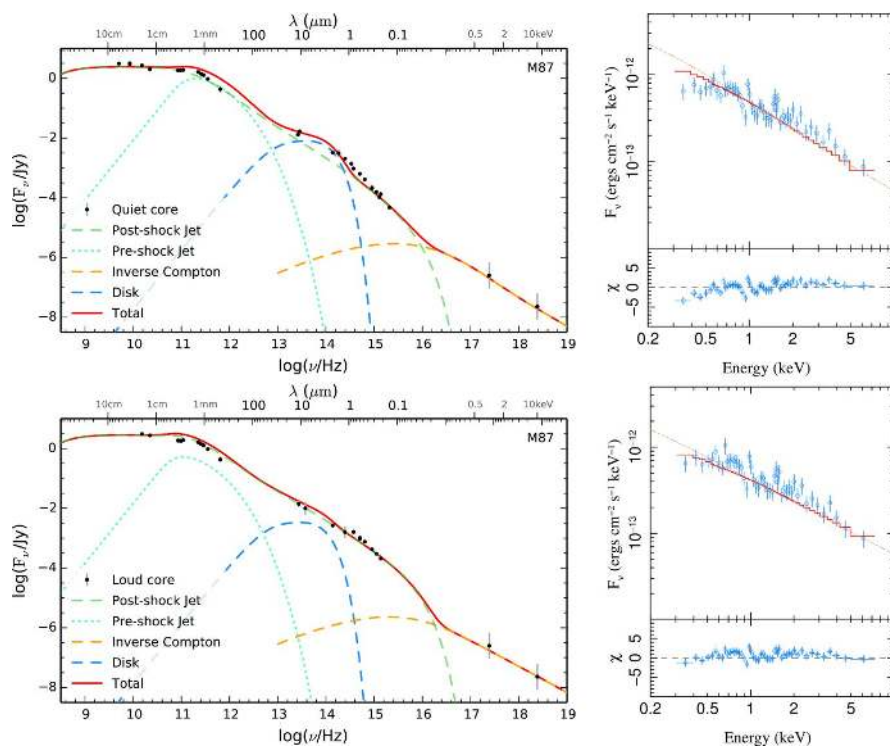 λ (μm)
10cm 1cm 1mm 100 10 1 0.1 0.5 2 10keV
M87
log(Fν/Jy)
0.0
−2
−4
−6
−8
Quiet core
Post-shock Jet
Pre-shock Jet
Inverse Compton
Disk
Total
9 10 11 12 13 14 15 16 17 18 19
log(ν/Hz)
Fν (ergs cm⁻² s⁻¹ keV⁻¹)
10⁻¹²
10⁻¹³
χ
5
0
−5
0.2 0.5 1 2 5
Energy (keV)
λ (μm)
10cm 1cm 1mm 100 10 1 0.1 0.5 2 10keV
M87
log(Fν/Jy)
0.0
−2
−4
−6
−8
Loud core
Post-shock Jet
Pre-shock Jet
Inverse Compton
Disk
Total
9 10 11 12 13 14 15 16 17 18 19
log(ν/Hz)
Fν (ergs cm⁻² s⁻¹ keV⁻¹)
10⁻¹²
10⁻¹³
χ
5
0
−5
0.2 0.5 1 2 5
Energy (keV)